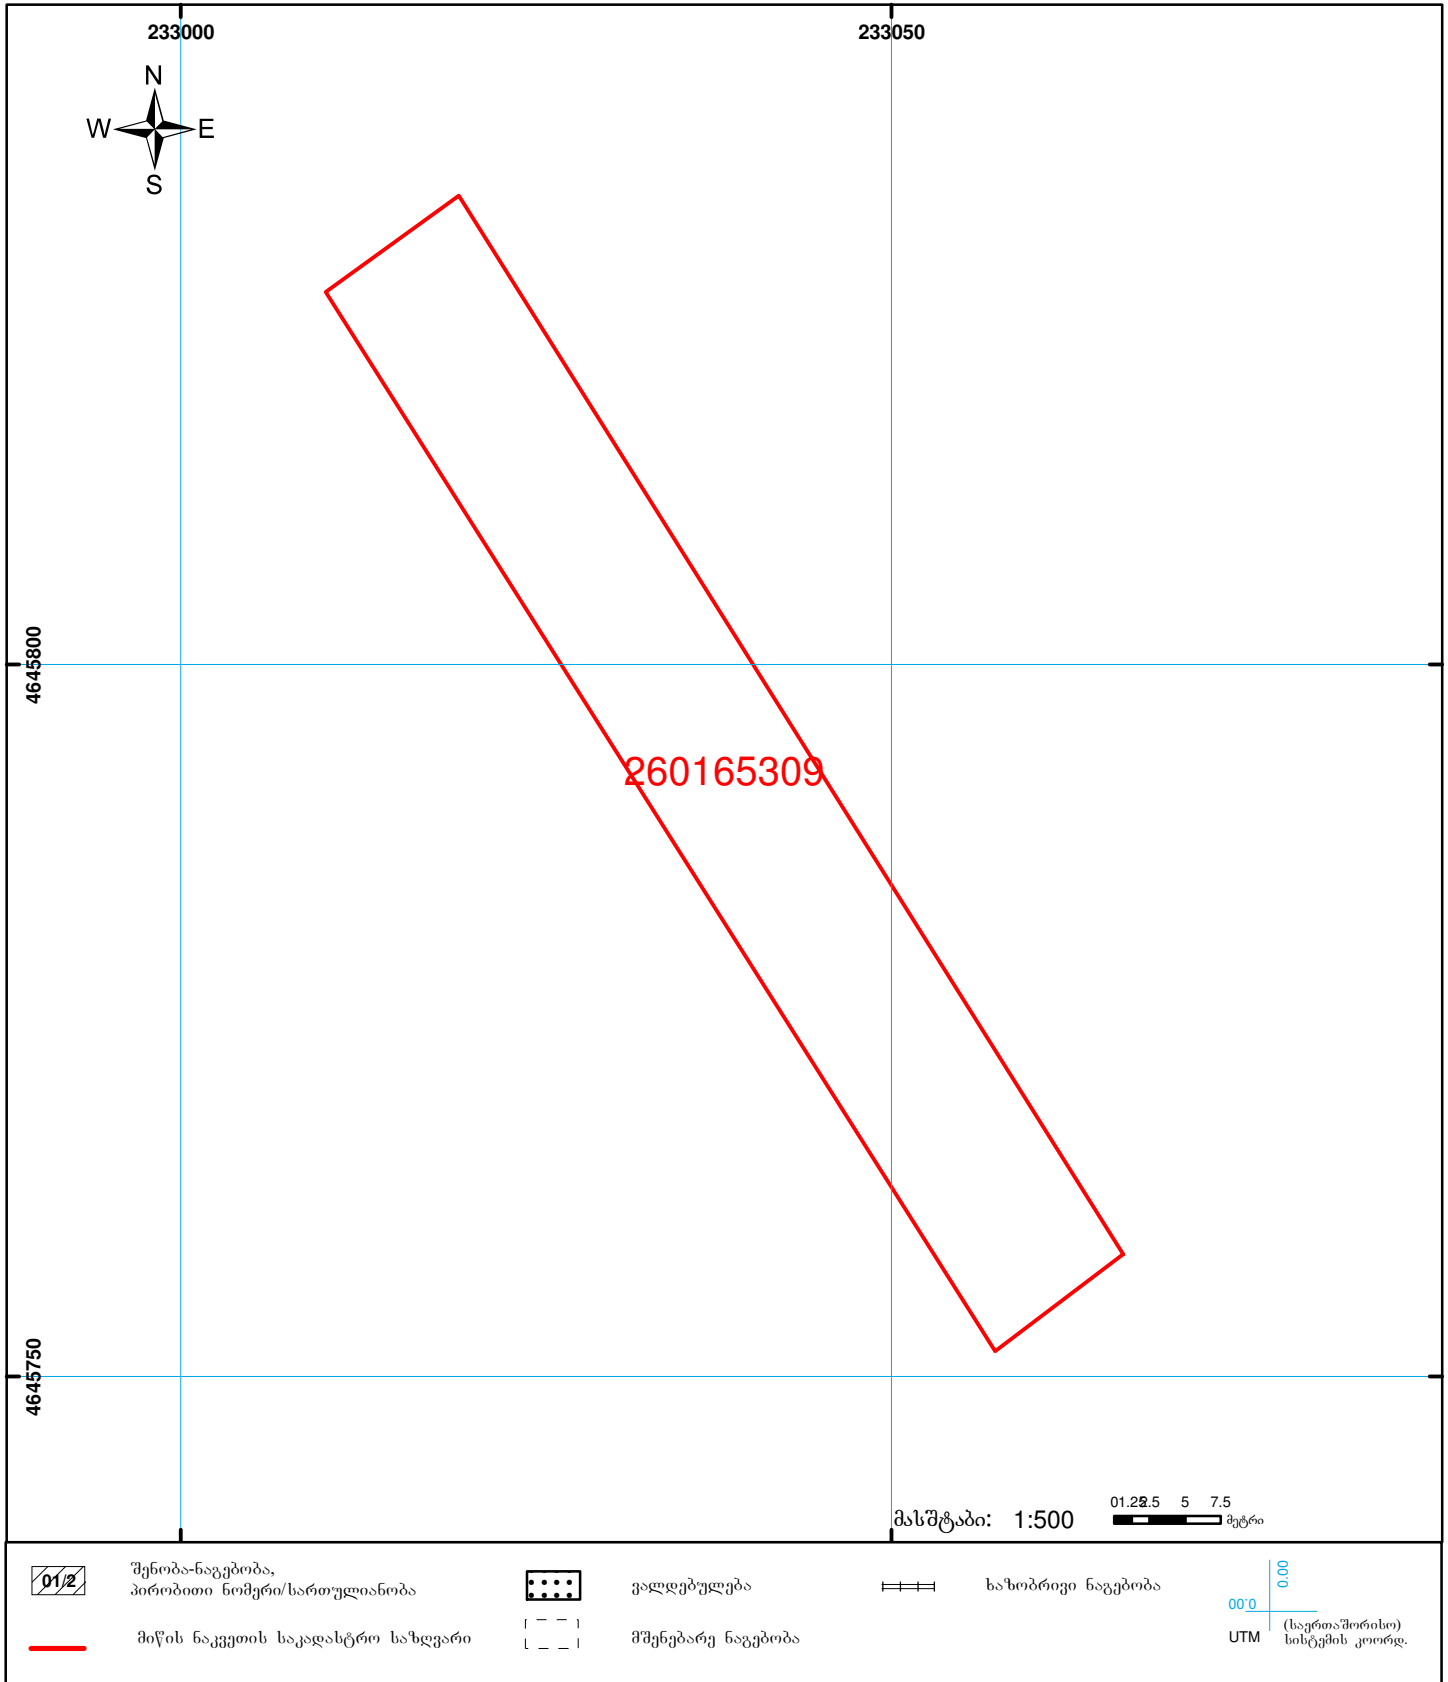 233000
233050
N
W
E
S
4645800
260165309
4645750
მასშტაბი: 1:500
01.252.5 5 7.5
მეტრი
01/2
შენობა-ნაგებობა,
პირობითი ნომერი/სართულიანობა
ვალდებულება
ხაზობრივი ნაგებობა
მიწის ნაკვეთის საკადასტრო საზღვარი
მშენებარე ნაგებობა
0.00
0.00
UTM
(საერთაშორისო)
სისტემის კოორდ.